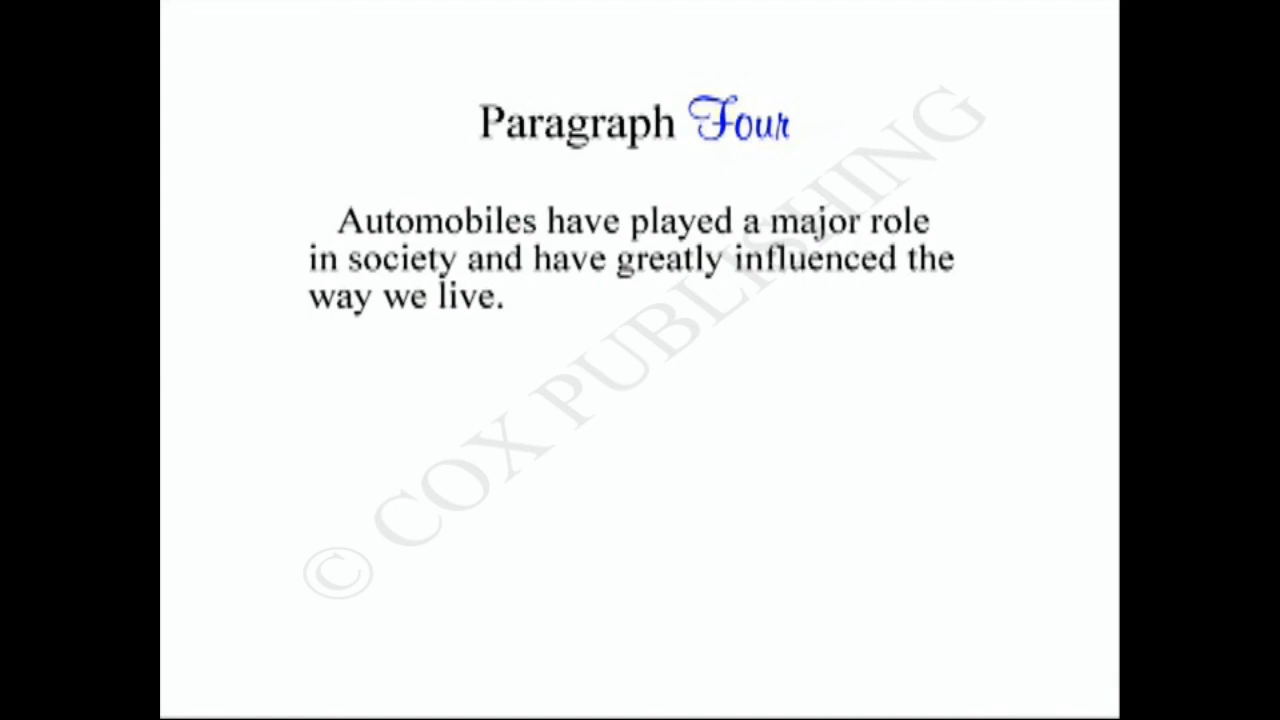 Paragraph Four
Automobiles have played a major role
in society and have greatly influenced the
way we live.
© COX PUBLISHING